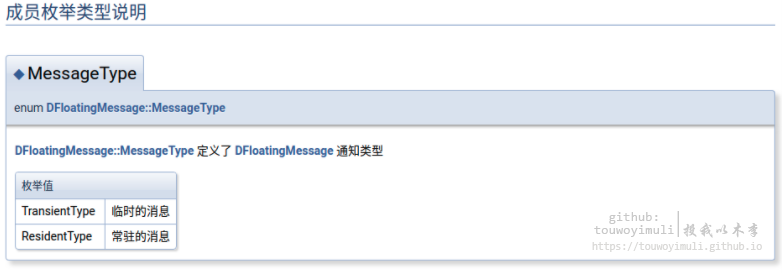 成员枚举类型说明
◆ MessageType
enum DFloatingMessage::MessageType
DFloatingMessage::MessageType 定义了 DFloatingMessage 通知类型
枚举值
TransientType 临时的消息
ResidentType 常驻的消息
github:
touwoyimuli 投我以木李
https://touwoyimuli.github.io